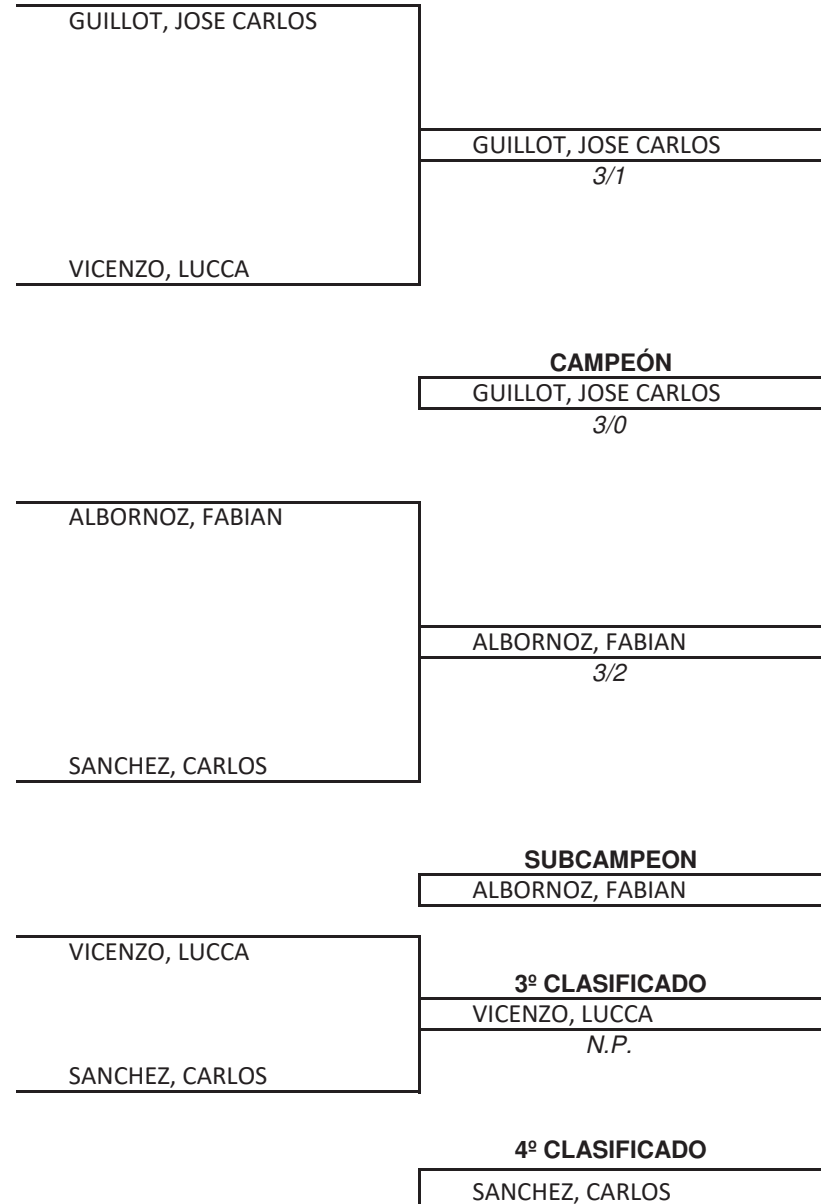 GUILLOT, JOSE CARLOS
GUILLOT, JOSE CARLOS
3/1
VICENZO, LUCCA
CAMPEÓN
GUILLOT, JOSE CARLOS
3/0
ALBORNOZ, FABIAN
ALBORNOZ, FABIAN
3/2
SANCHEZ, CARLOS
SUBCAMPEON
ALBORNOZ, FABIAN
VICENZO, LUCCA
3º CLASIFICADO
VICENZO, LUCCA
N.P.
SANCHEZ, CARLOS
4º CLASIFICADO
SANCHEZ, CARLOS